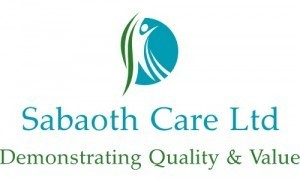 Sabaoth Care Ltd
Demonstrating Quality & Value